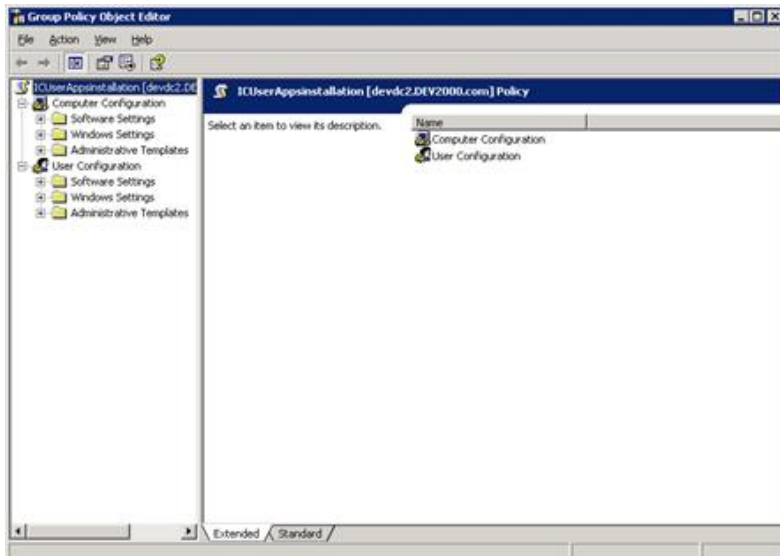 Group Policy Object Editor
File Action View Help
ICUserAppsinstallation [devdc2.DE
Computer Configuration
Software Settings
Windows Settings
Administrative Templates
User Configuration
Software Settings
Windows Settings
Administrative Templates
ICUserAppsinstallation [devdc2.DEV2000.com] Policy
Select an item to view its description.
Name
Computer Configuration
User Configuration
Extended Standard